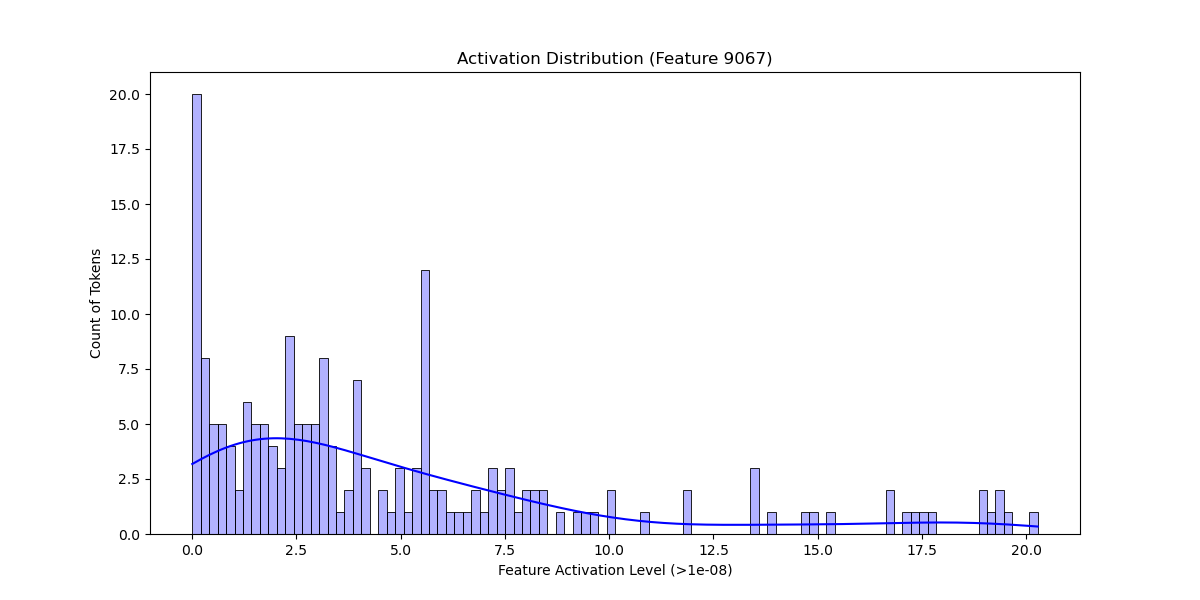 Activation Distribution (Feature 9067)
20.0
17.5
15.0
12.5
10.0
7.5
5.0
2.5
0.0
Count of Tokens
0.0 2.5 5.0 7.5 10.0 12.5 15.0 17.5 20.0
Feature Activation Level (>1e-08)